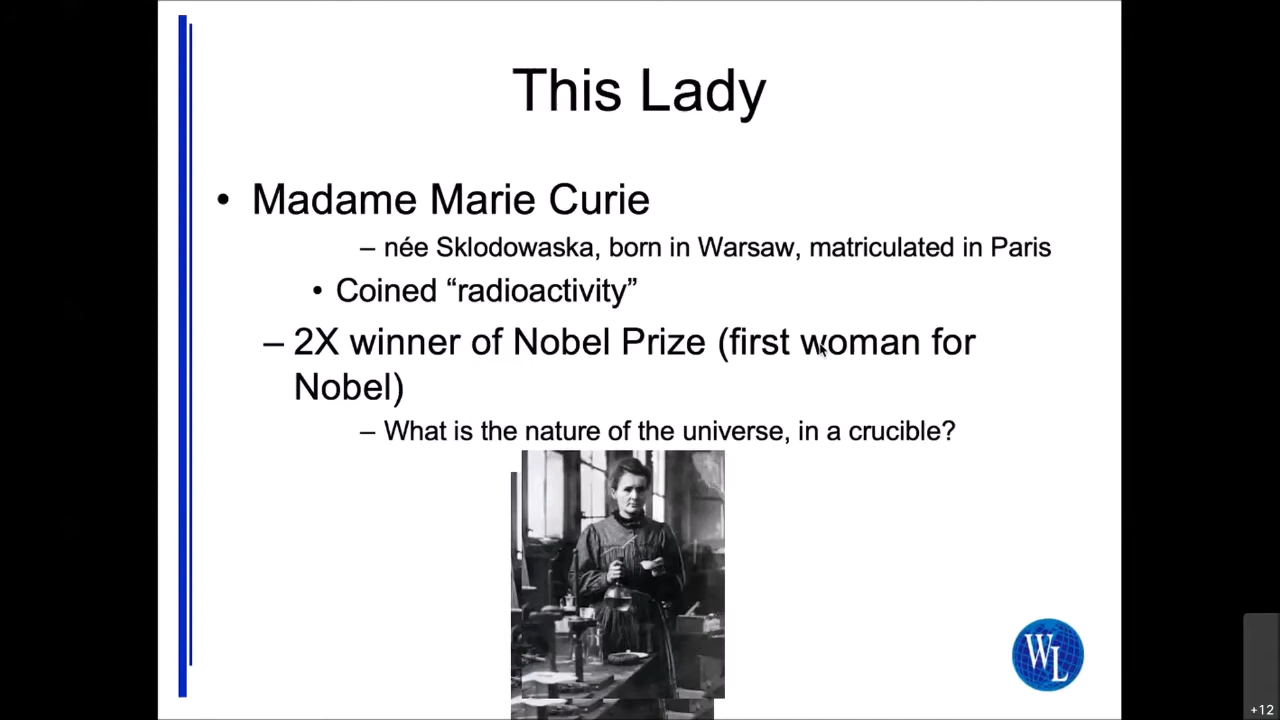 This Lady
• Madame Marie Curie
– née Sklodowaska, born in Warsaw, matriculated in Paris
• Coined “radioactivity”
– 2X winner of Nobel Prize (first woman for
Nobel)
– What is the nature of the universe, in a crucible?
WL
+12